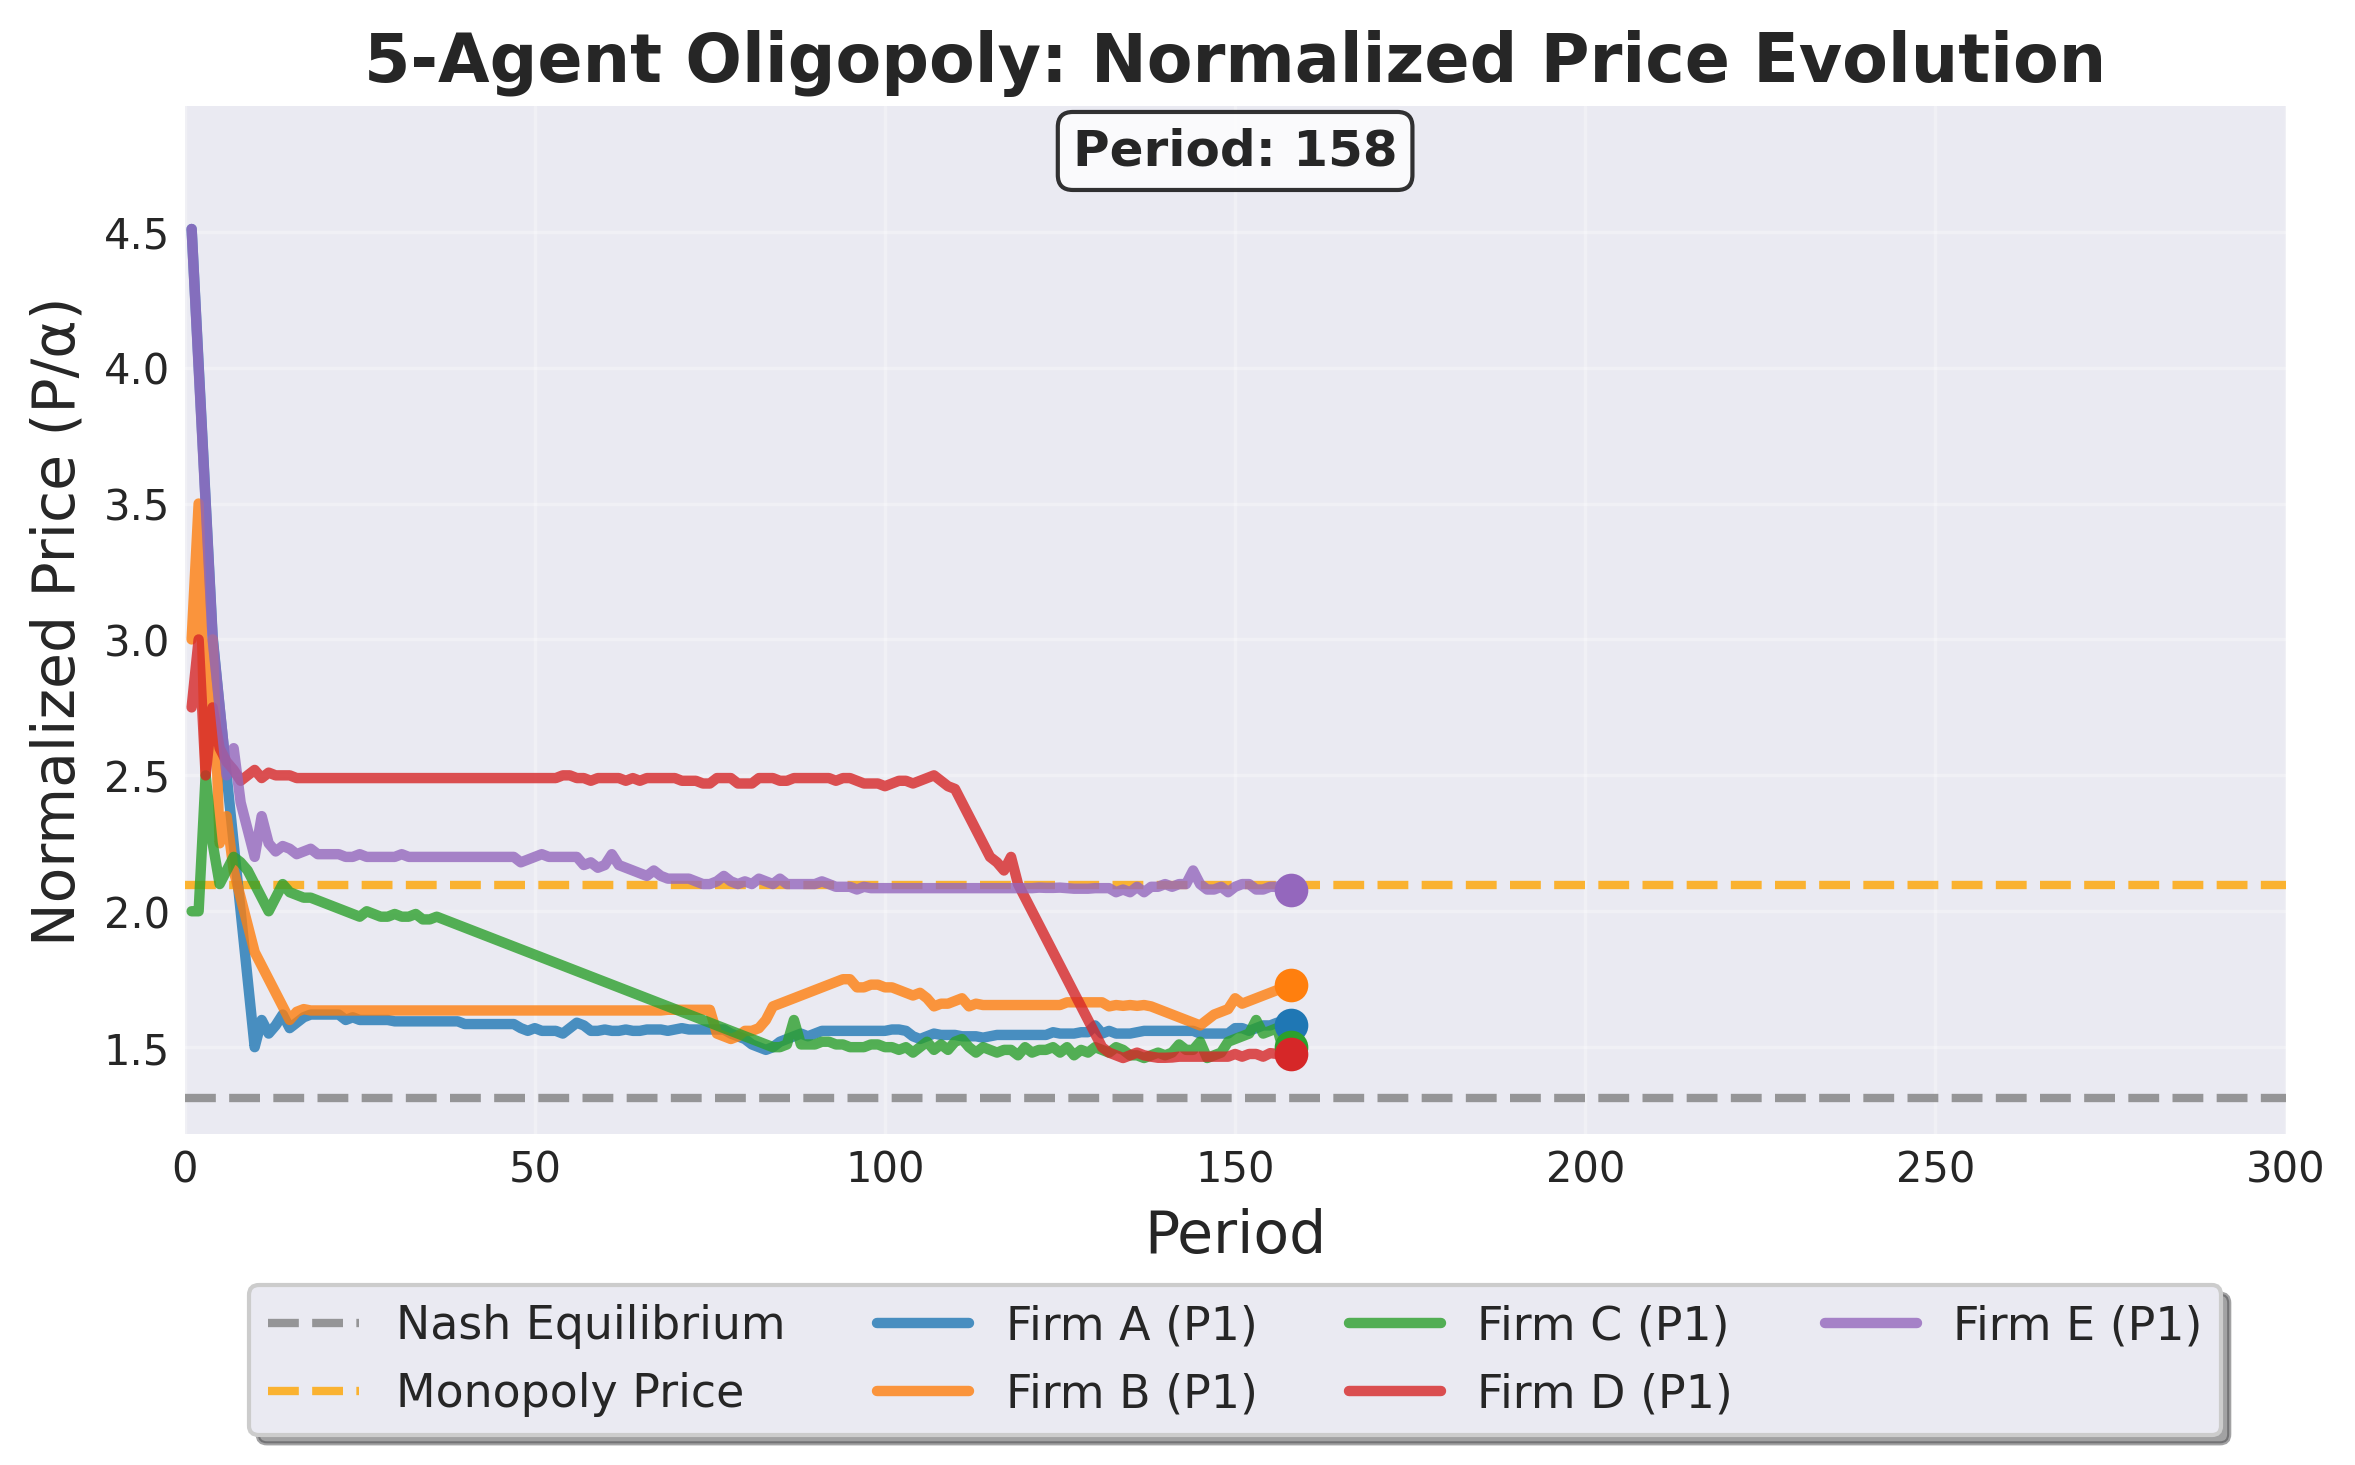 5-Agent Oligopoly: Normalized Price Evolution
Period: 158
Normalized Price (P/α)
4.5
4.0
3.5
3.0
2.5
2.0
1.5
0 50 100 150 200 250 300
Period
Nash Equilibrium Firm A (P1) Firm C (P1) Firm E (P1)
Monopoly Price Firm B (P1) Firm D (P1)